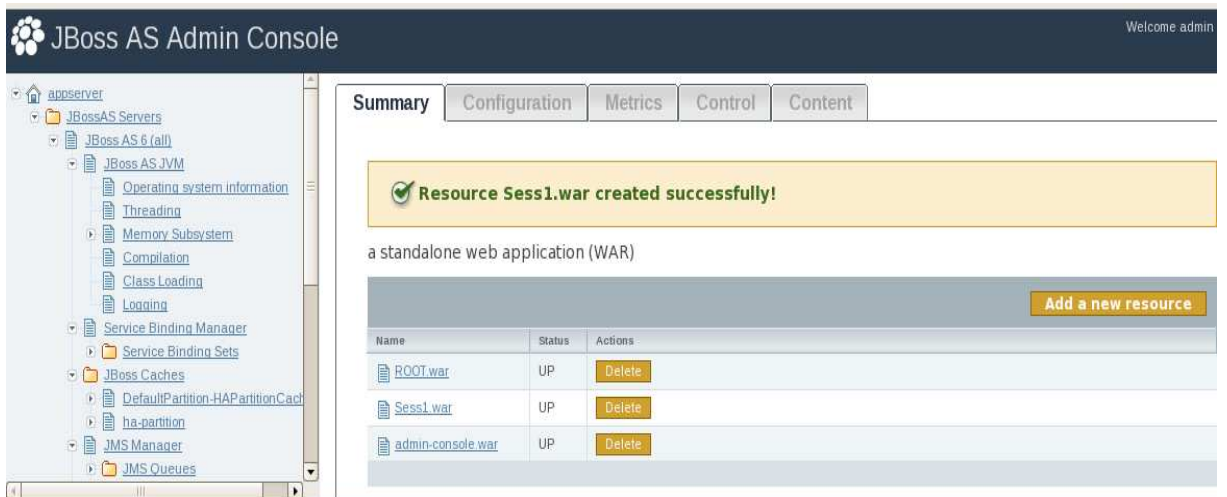 JBoss AS Admin Console
Welcome admin
appserver
JBossAS Servers
JBoss AS 6 (all)
JBoss AS JVM
Operating system information
Threading
Memory Subsystem
Compilation
Class Loading
Logging
Service Binding Manager
Service Binding Sets
JBoss Caches
DefaultPartition-HAPartitionCach
ha-partition
JMS Manager
JMS Queues
Summary Configuration Metrics Control Content
Resource Sess1.war created successfully!
a standalone web application (WAR)
Add a new resource
Name Status Actions
ROOT.war UP Delete
Sess1.war UP Delete
admin-console.war UP Delete